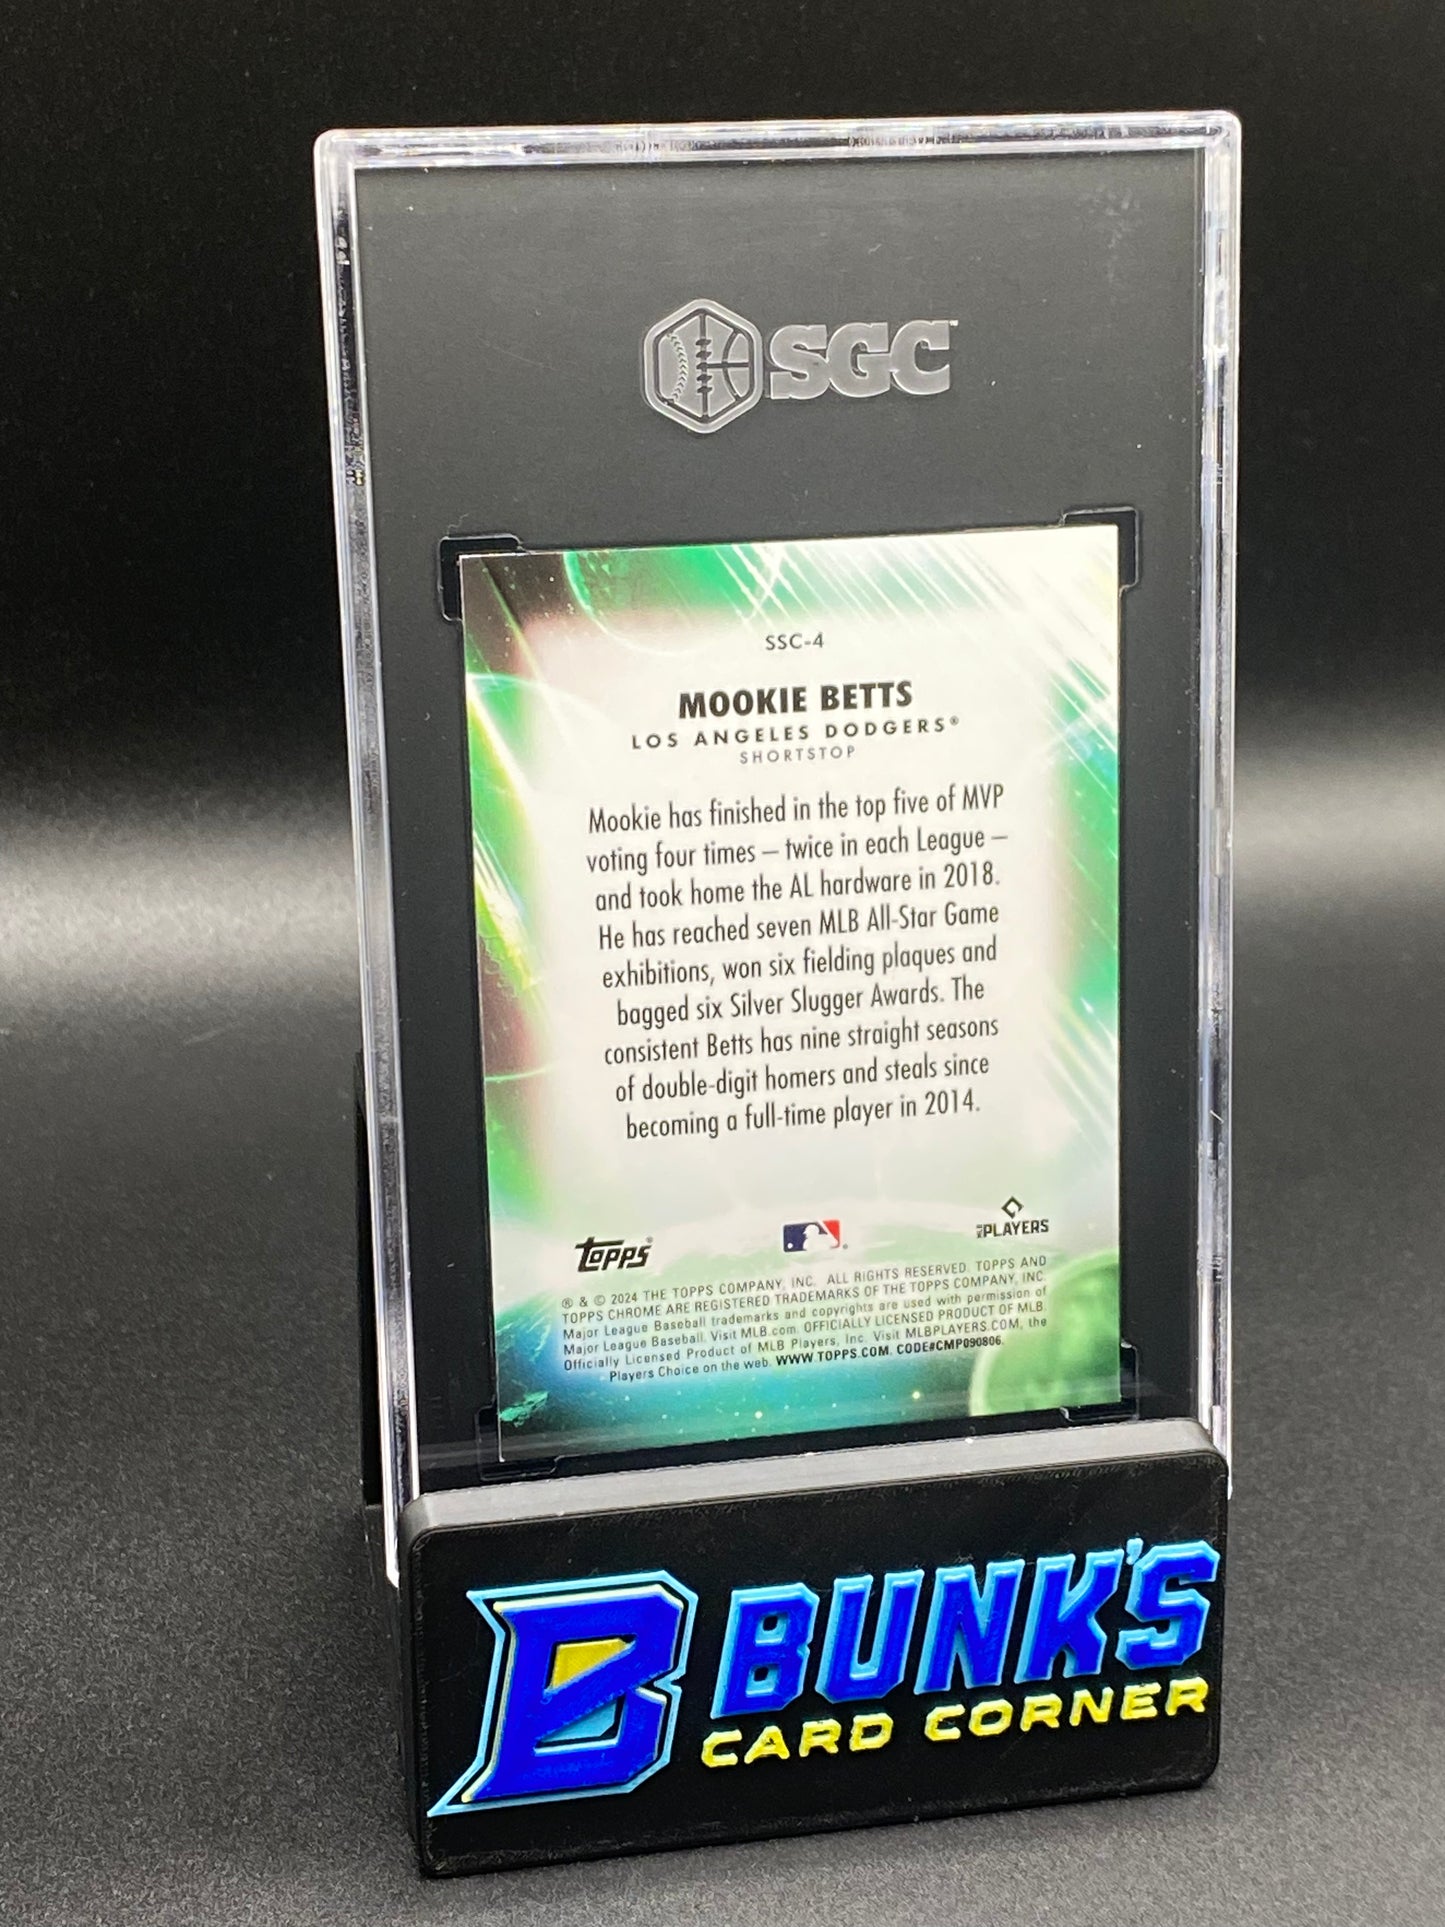 SGC™
SSC-4
MOOKIE BETTS
LOS ANGELES DODGERS®
SHORTSTOP
Mookie has finished in the top five of MVP
voting four times – twice in each League –
and took home the AL hardware in 2018.
He has reached seven MLB All-Star Game
exhibitions, won six fielding plaques and
bagged six Silver Slugger Awards. The
consistent Betts has nine straight seasons
of double-digit homers and steals since
becoming a full-time player in 2014.
Topps®
PLAYERS
® & © 2024 THE TOPPS COMPANY, INC. ALL RIGHTS RESERVED. TOPPS AND
TOPPS CHROME ARE REGISTERED TRADEMARKS OF THE TOPPS COMPANY, INC.
Major League Baseball trademarks and copyrights are used with permission of
Major League Baseball. Visit MLB.com. OFFICIALLY LICENSED PRODUCT OF MLB.
Officially Licensed Product of MLB Players, Inc. Visit MLBPLAYERS.COM, the
Players Choice on the web. WWW.TOPPS.COM. CODE#CMP090806.
B BUNK'S
CARD CORNER